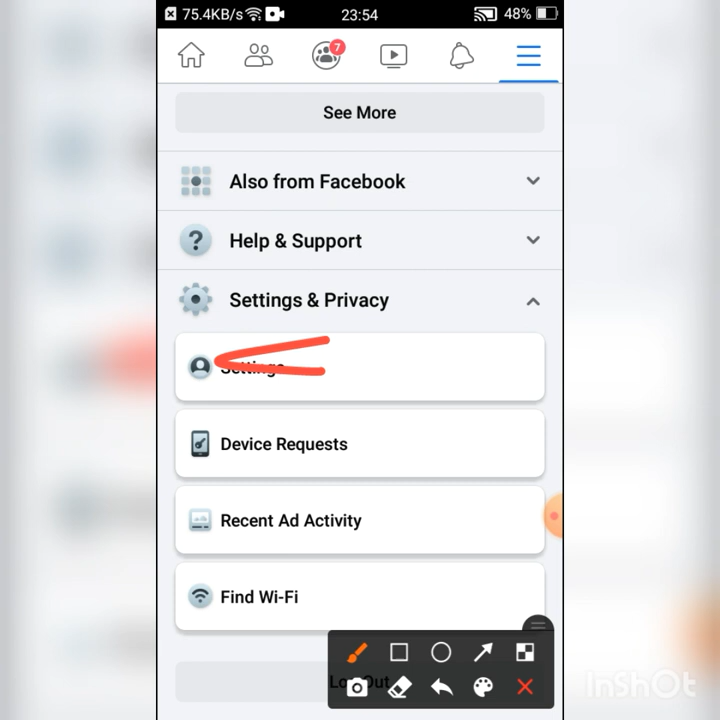 75.4KB/s 23:54 48%
7
See More
Also from Facebook
? Help & Support
Settings & Privacy
Settings
Device Requests
Recent Ad Activity
Find Wi-Fi
Log Out
InShOt